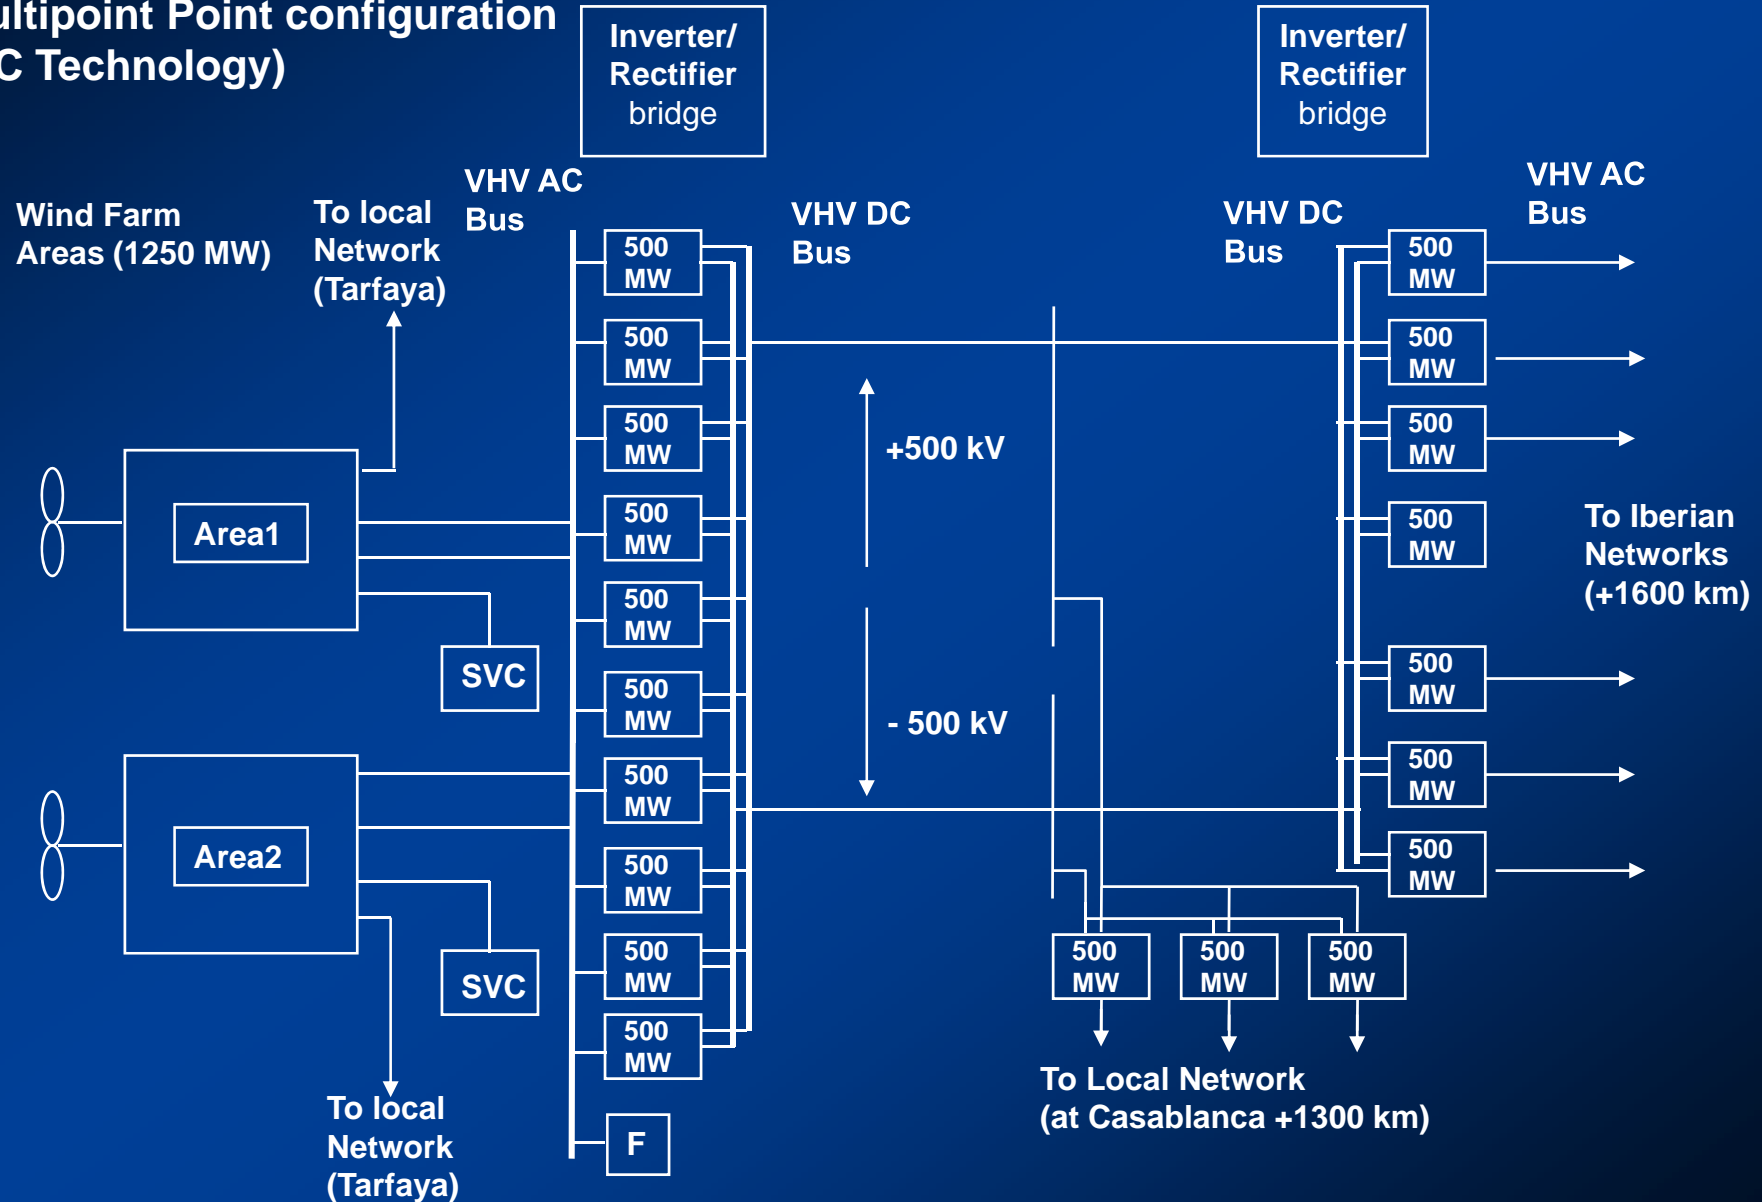 ultipoint Point configuration
C Technology)
Inverter/
Rectifier
bridge
Inverter/
Rectifier
bridge
Wind Farm
Areas (1250 MW)
To local
Network
(Tarfaya)
VHV AC
Bus
VHV DC
Bus
VHV DC
Bus
VHV AC
Bus
500
MW
500
MW
500
MW
500
MW
500
MW
500
MW
500
MW
500
MW
500
MW
500
MW
F
Area1
SVC
Area2
SVC
To local
Network
(Tarfaya)
+500 kV
- 500 kV
500
MW
500
MW
500
MW
500
MW
500
MW
500
MW
500
MW
To Iberian
Networks
(+1600 km)
500
MW
500
MW
500
MW
To Local Network
(at Casablanca +1300 km)